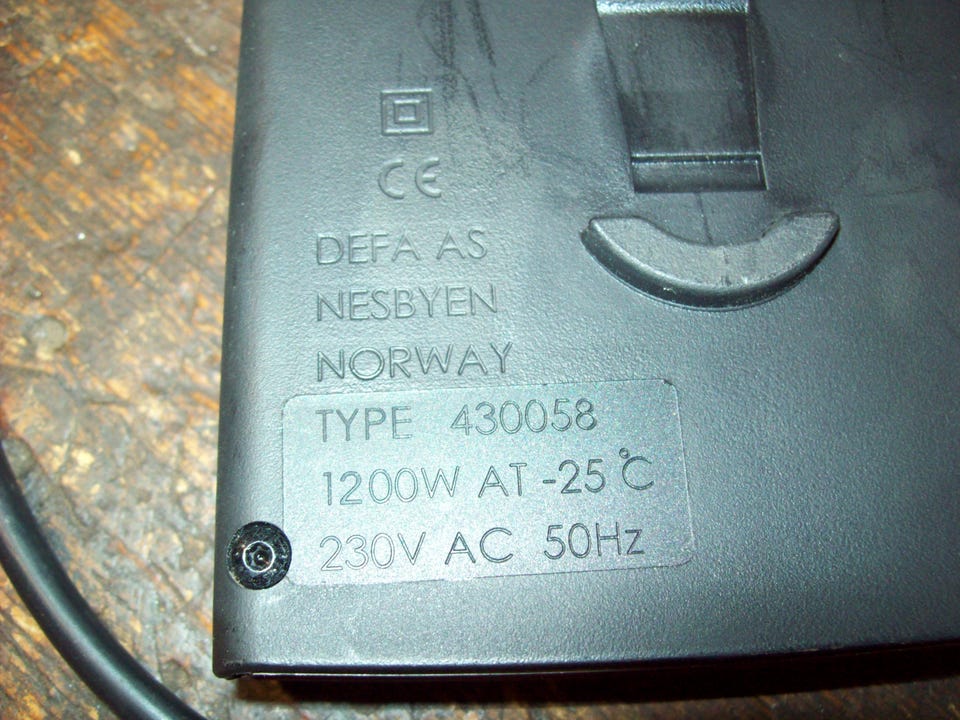 CE
DEFA AS
NESBYEN
NORWAY
TYPE 430058
1200W AT -25°C
230V AC 50Hz